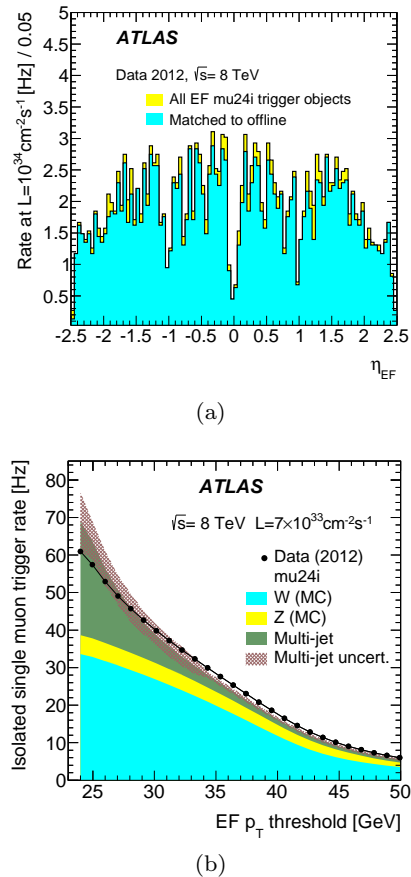 Rate at L=10³⁴cm⁻²s⁻¹ [Hz] / 0.05
5
4.5
4
3.5
3
2.5
2
1.5
1
0.5
ATLAS
Data 2012, √s= 8 TeV
All EF mu24i trigger objects
Matched to offline
-2.5 -2 -1.5 -1 -0.5 0 0.5 1 1.5 2 2.5
η_EF
(a)
Isolated single muon trigger rate [Hz]
80
70
60
50
40
30
20
10
0
ATLAS
√s= 8 TeV L=7×10³³cm⁻²s⁻¹
Data (2012)
mu24i
W (MC)
Z (MC)
Multi-jet
Multi-jet uncert.
25 30 35 40 45 50
EF p_T threshold [GeV]
(b)